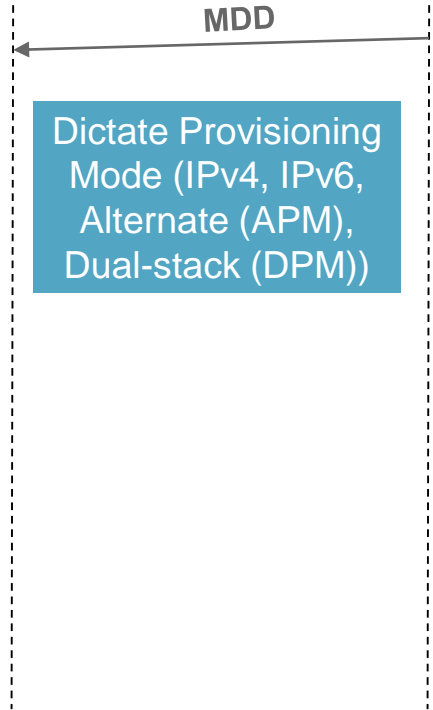 MDD
Dictate Provisioning
Mode (IPv4, IPv6,
Alternate (APM),
Dual-stack (DPM))